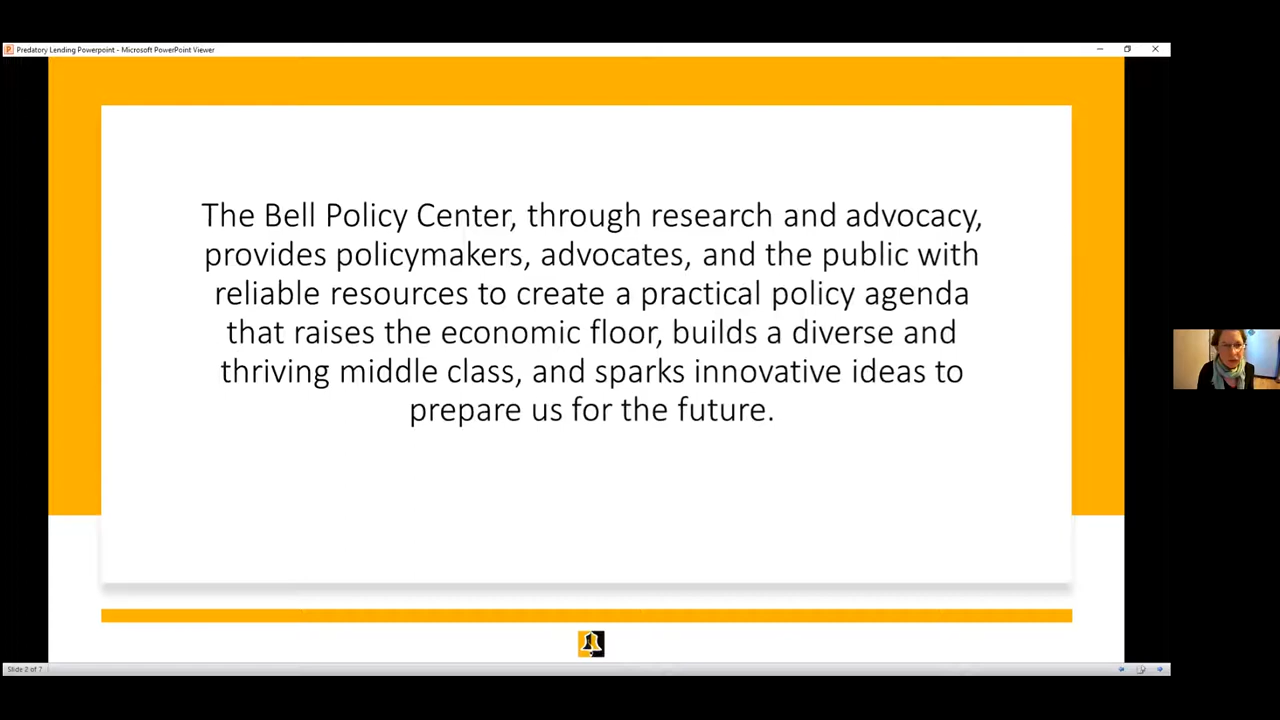 Predatory Lending Powerpoint - Microsoft PowerPoint Viewer
The Bell Policy Center, through research and advocacy,
provides policymakers, advocates, and the public with
reliable resources to create a practical policy agenda
that raises the economic floor, builds a diverse and
thriving middle class, and sparks innovative ideas to
prepare us for the future.
Slide 2 of 7